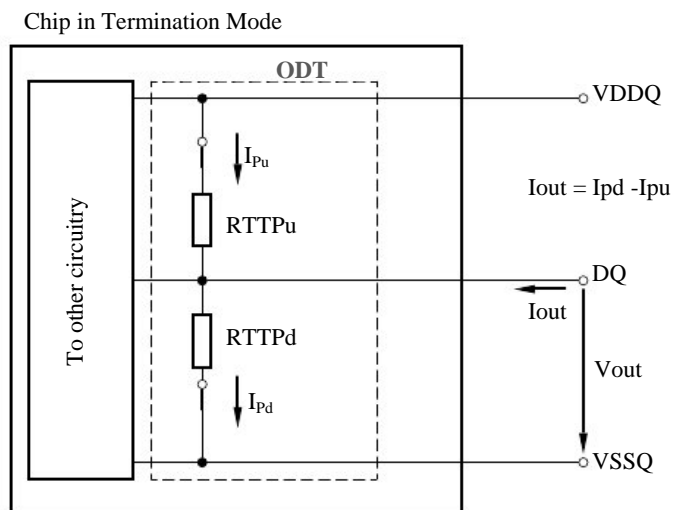 Chip in Termination Mode
ODT
VDDQ
IPu
Iout = Ipd -Ipu
RTTPu
To other circuitry
DQ
Iout
RTTPd
Vout
IPd
VSSQ